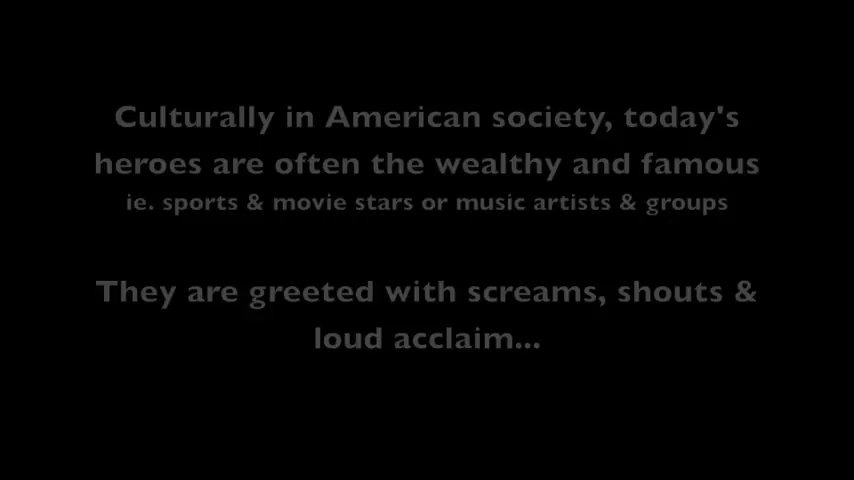 Culturally in American society, today's
heroes are often the wealthy and famous
ie. sports & movie stars or music artists & groups
They are greeted with screams, shouts &
loud acclaim...